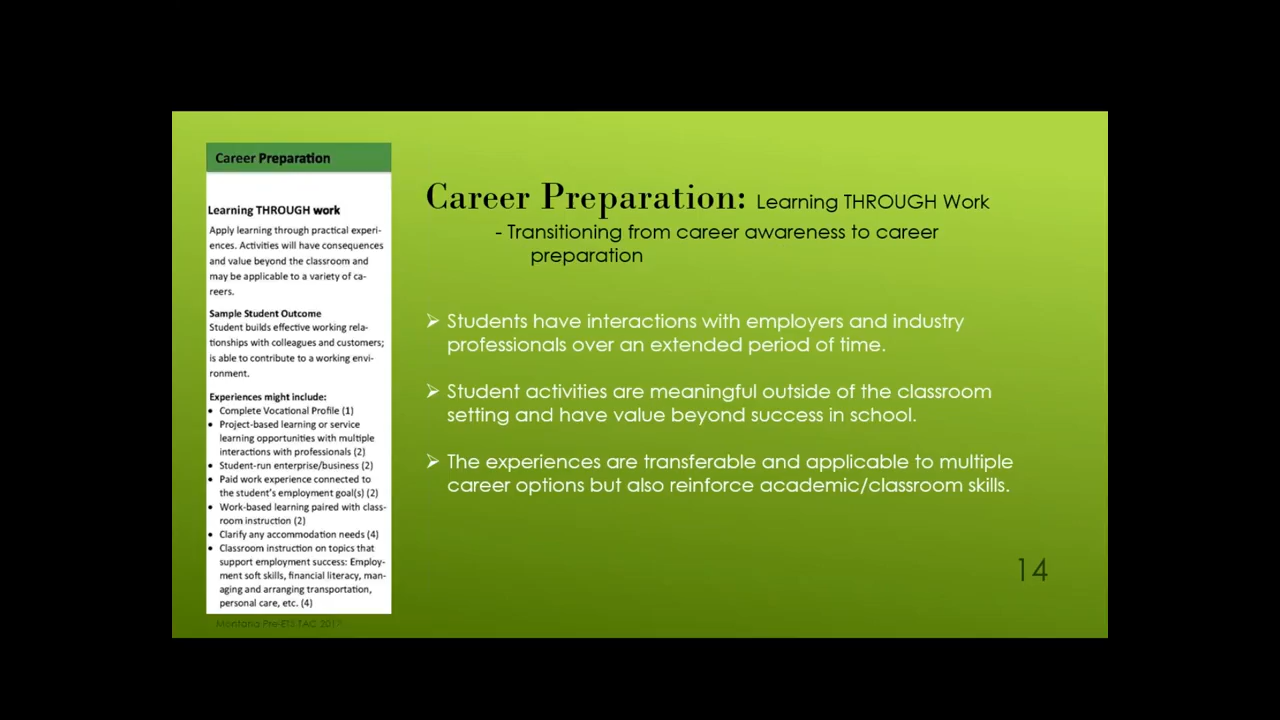 Career Preparation
Learning THROUGH work
Apply learning through practical experi-
ences. Activities will have consequences
and value beyond the classroom and
may be applicable to a variety of ca-
reers.
Sample Student Outcome
Student builds effective working rela-
tionships with colleagues and customers;
is able to contribute to a working envi-
ronment.
Experiences might include:
• Complete Vocational Profile (1)
• Project-based learning or service
learning opportunities with multiple
interactions with professionals (2)
• Student-run enterprise/business (2)
• Paid work experience connected to
the student's employment goal(s) (2)
• Work-based learning paired with class-
room instruction (2)
• Clarify any accommodation needs (4)
• Classroom instruction on topics that
support employment success: Employ-
ment soft skills, financial literacy, man-
aging and arranging transportation,
personal care, etc. (4)
Montana Pre-ETS TAC 2017
Career Preparation: Learning THROUGH Work
- Transitioning from career awareness to career
preparation
➢ Students have interactions with employers and industry
professionals over an extended period of time.
➢ Student activities are meaningful outside of the classroom
setting and have value beyond success in school.
➢ The experiences are transferable and applicable to multiple
career options but also reinforce academic/classroom skills.
14